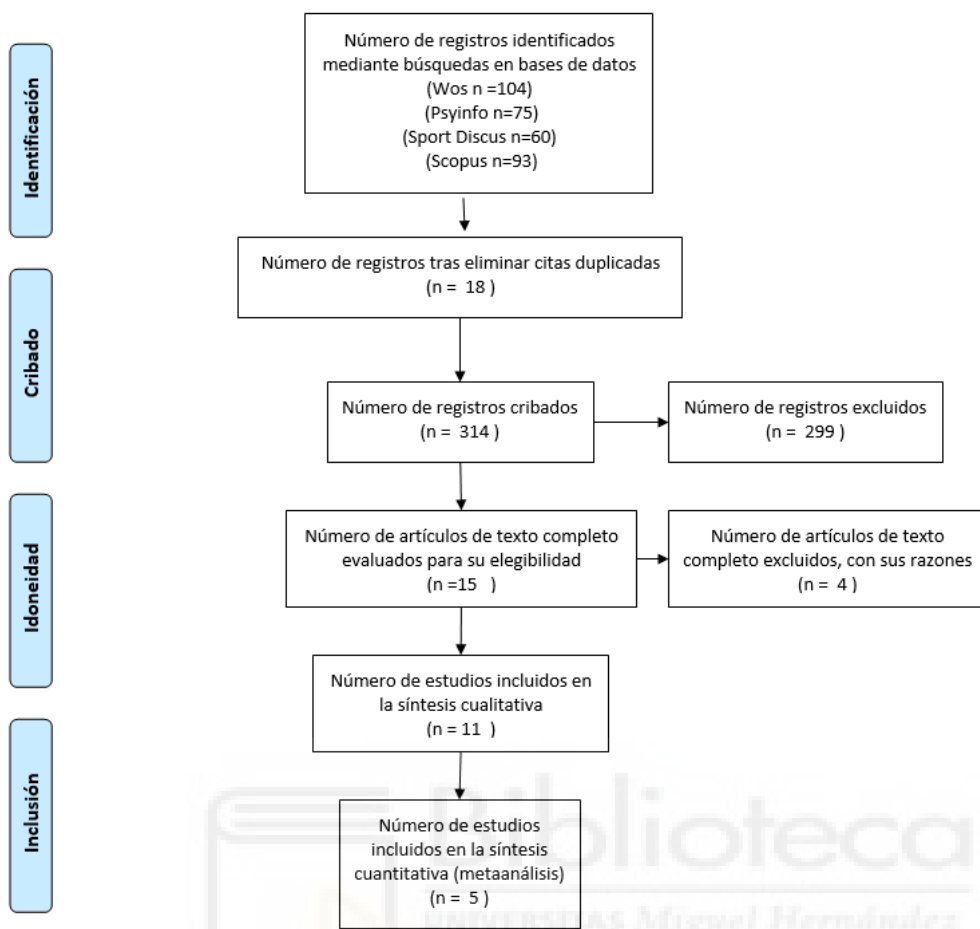 Identificación
Número de registros identificados
mediante búsquedas en bases de datos
(Wos n =104)
(Psyinfo n=75)
(Sport Discus n=60)
(Scopus n=93)
Número de registros tras eliminar citas duplicadas
(n = 18 )
Cribado
Número de registros cribados
(n = 314 )
Número de registros excluidos
(n = 299 )
Idoneidad
Número de artículos de texto completo
evaluados para su elegibilidad
(n =15 )
Número de artículos de texto
completo excluidos, con sus razones
(n = 4 )
Número de estudios incluidos en
la síntesis cualitativa
(n = 11 )
Inclusión
Número de estudios
incluidos en la síntesis
cuantitativa (metaanálisis)
(n = 5 )
Biblioteca
UNIVERSITAS Miguel Hernández